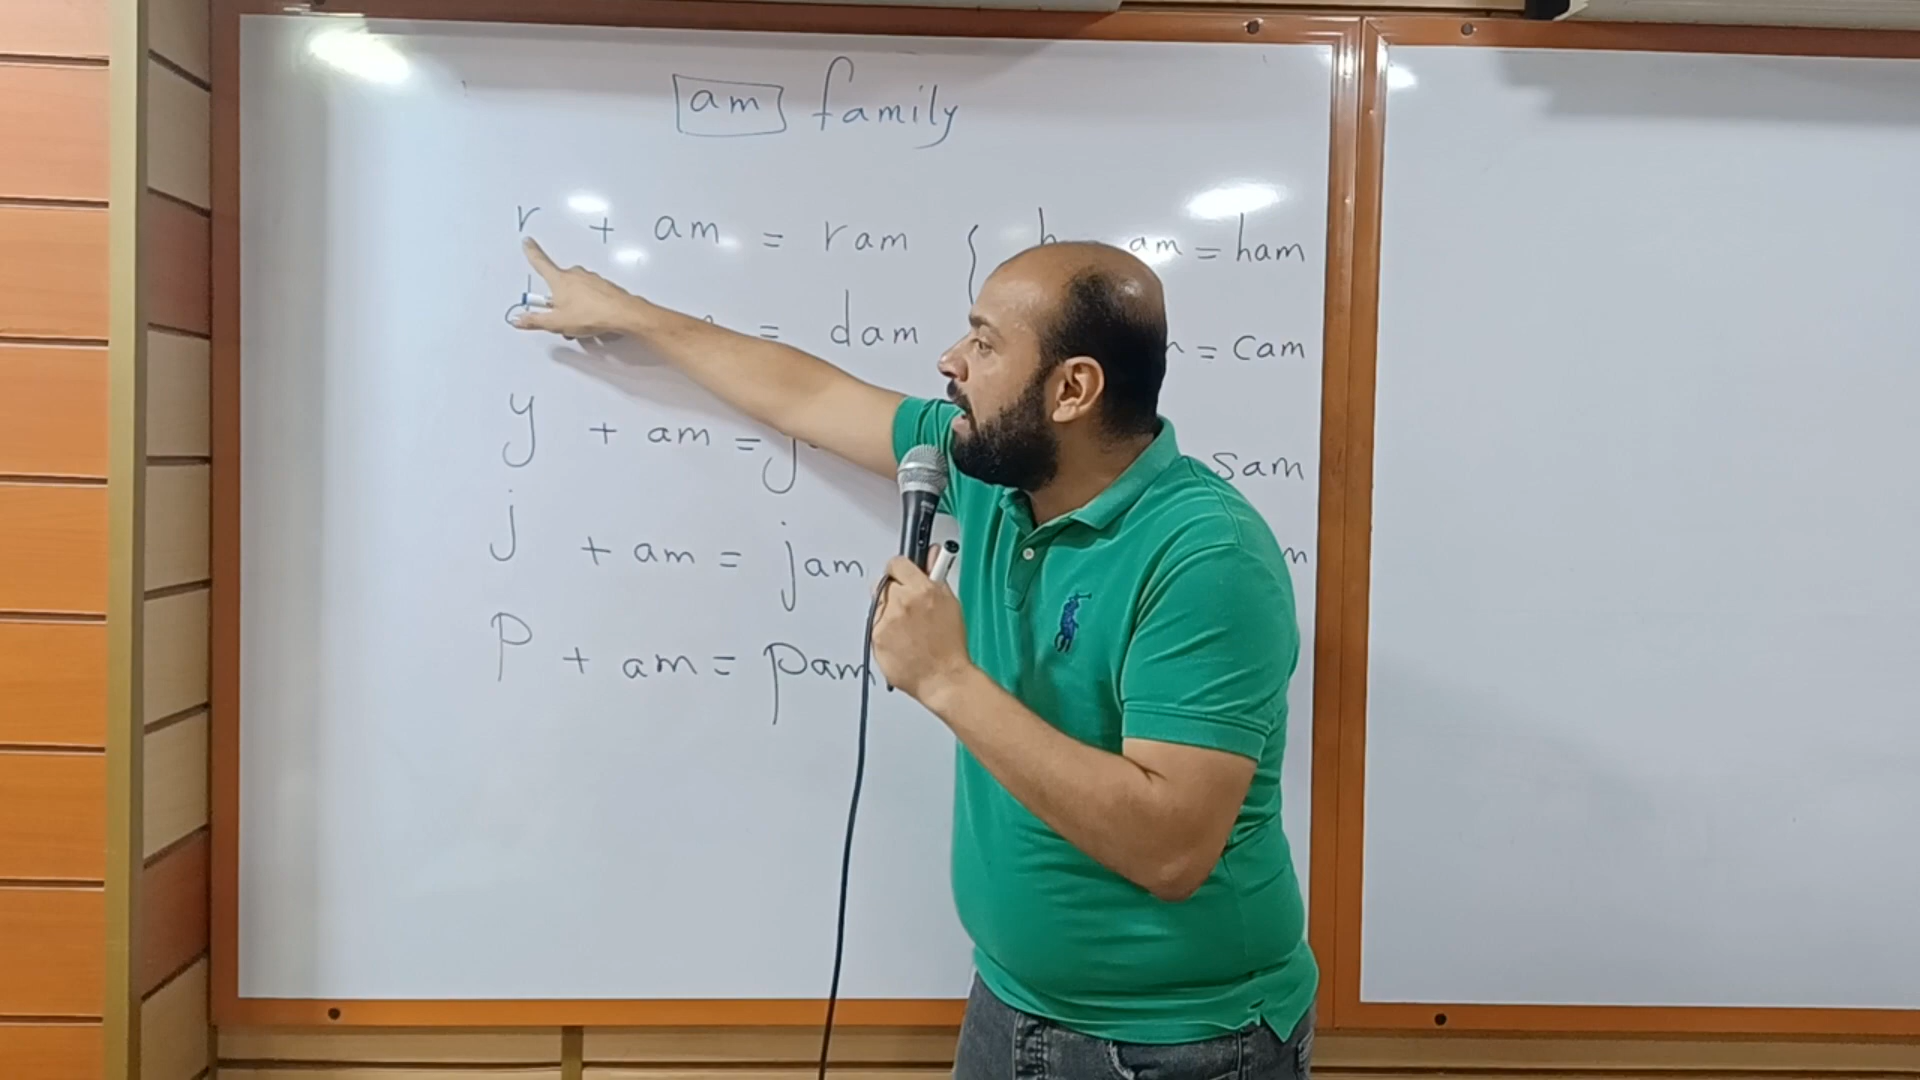 am family
r + am = ram { h am = ham
d = dam = cam
y + am = sam
j + am = jam
p + am = pam